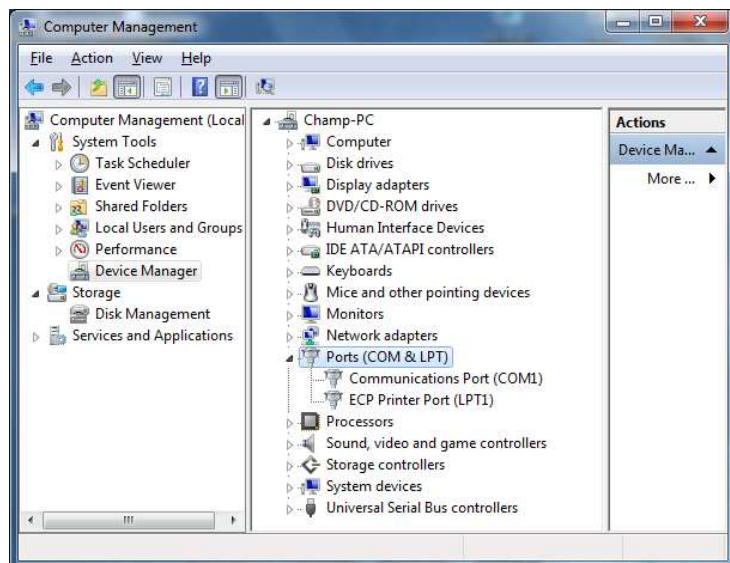 Computer Management
File Action View Help
Computer Management (Local
System Tools
Task Scheduler
Event Viewer
Shared Folders
Local Users and Groups
Performance
Device Manager
Storage
Disk Management
Services and Applications
Champ-PC
Computer
Disk drives
Display adapters
DVD/CD-ROM drives
Human Interface Devices
IDE ATA/ATAPI controllers
Keyboards
Mice and other pointing devices
Monitors
Network adapters
Ports (COM & LPT)
Communications Port (COM1)
ECP Printer Port (LPT1)
Processors
Sound, video and game controllers
Storage controllers
System devices
Universal Serial Bus controllers
Actions
Device Ma...
More ...